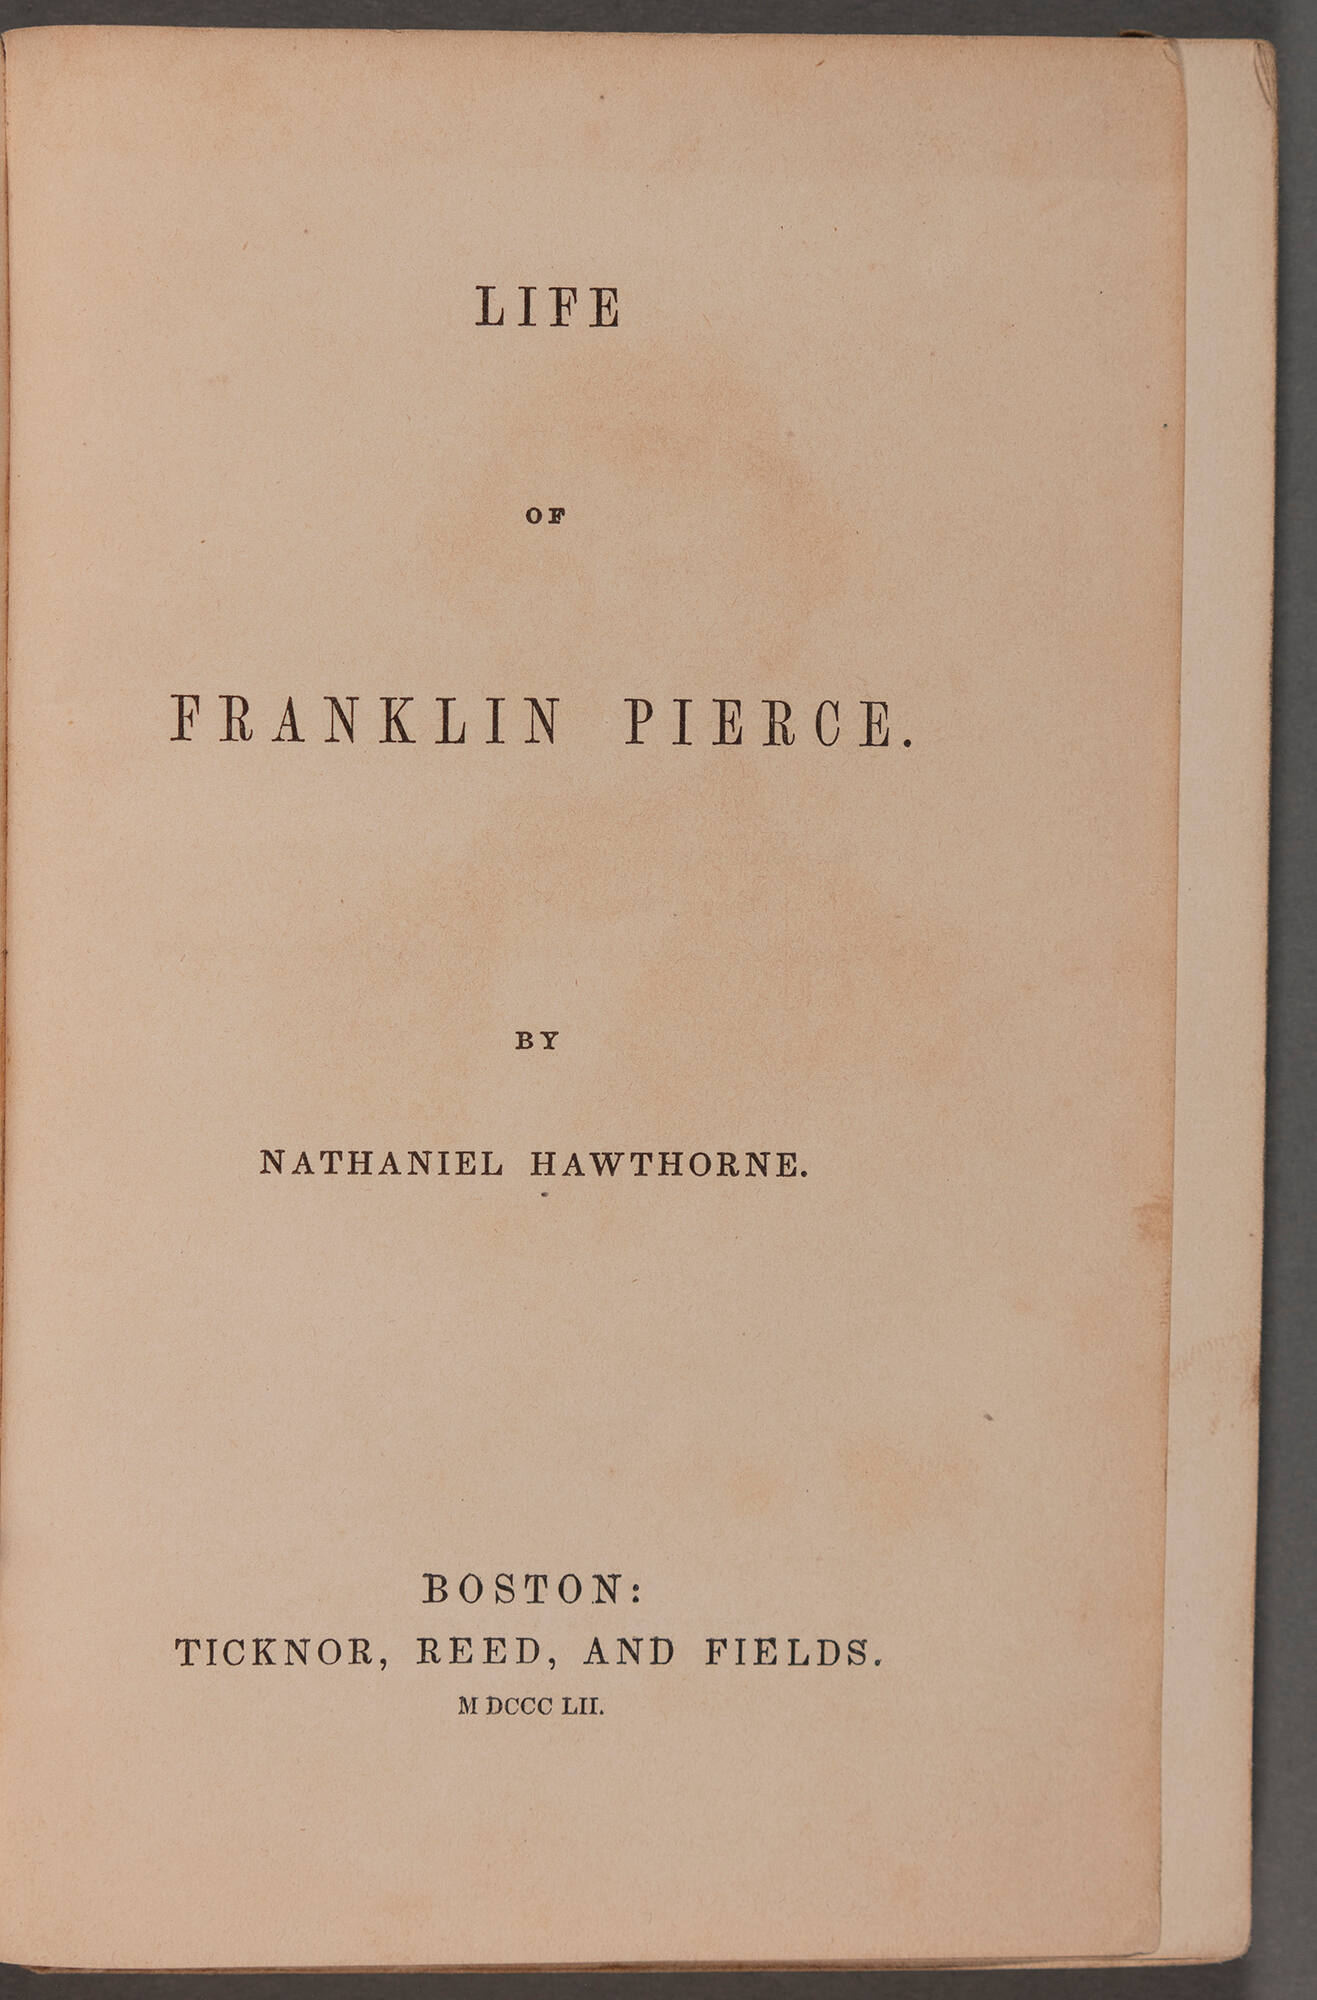 LIFE
OF
FRANKLIN PIERCE.
BY
NATHANIEL HAWTHORNE.
BOSTON:
TICKNOR, REED, AND FIELDS.
M DCCC LII.